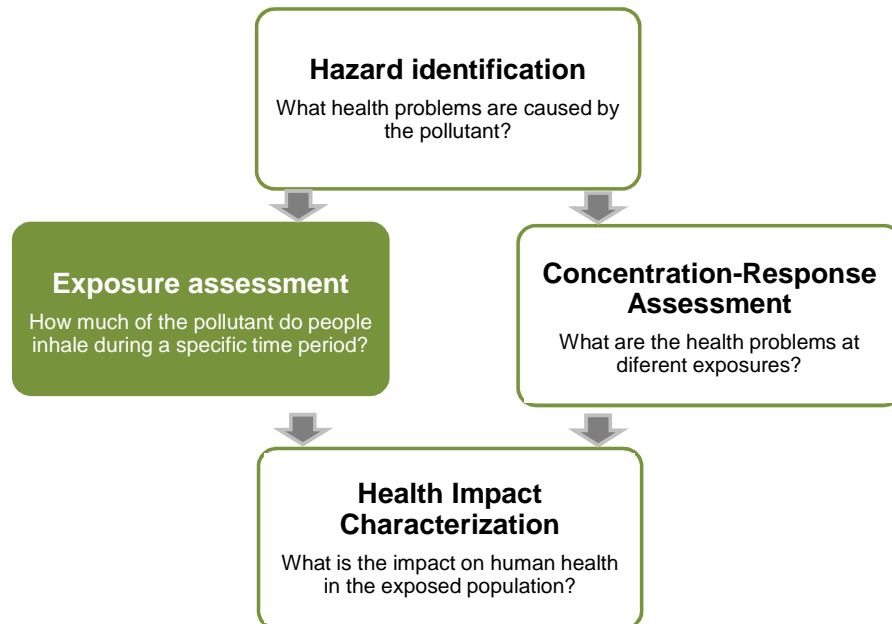 Hazard identification
What health problems are caused by
the pollutant?
Exposure assessment
How much of the pollutant do people
inhale during a specific time period?
Concentration-Response
Assessment
What are the health problems at
diferent exposures?
Health Impact
Characterization
What is the impact on human health
in the exposed population?